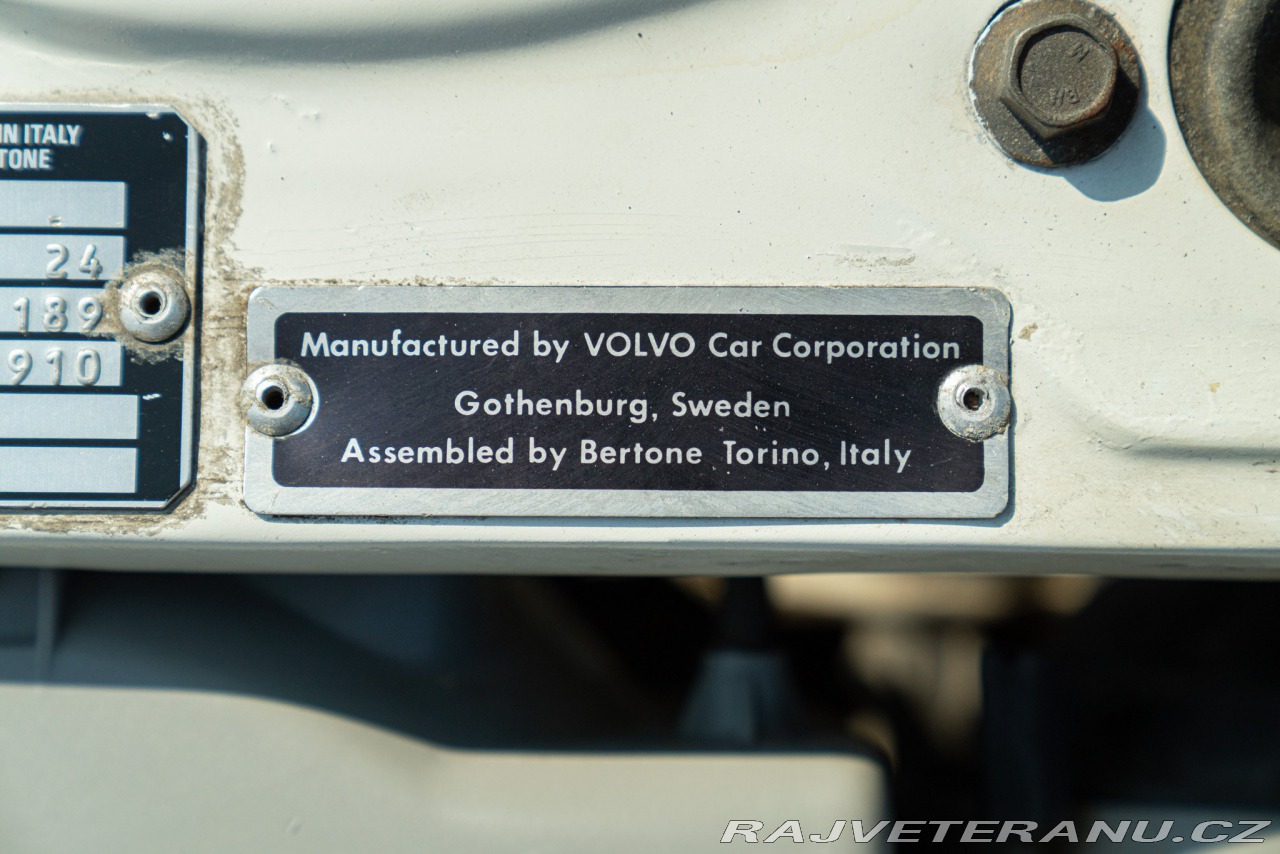 IN ITALY
TONE
-
24
189
910
Manufactured by VOLVO Car Corporation
Gothenburg, Sweden
Assembled by Bertone Torino, Italy
RAJVETERANU.CZ